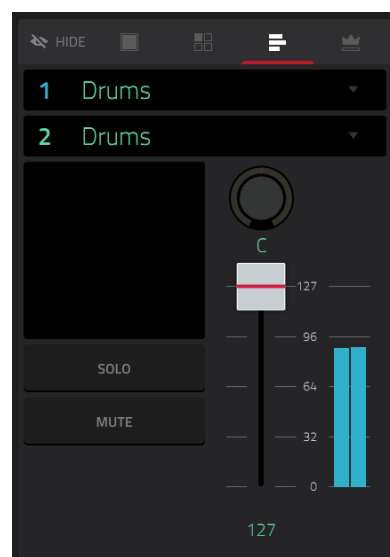 HIDE
1 Drums
2 Drums
C
127
96
SOLO
64
MUTE
32
0
127